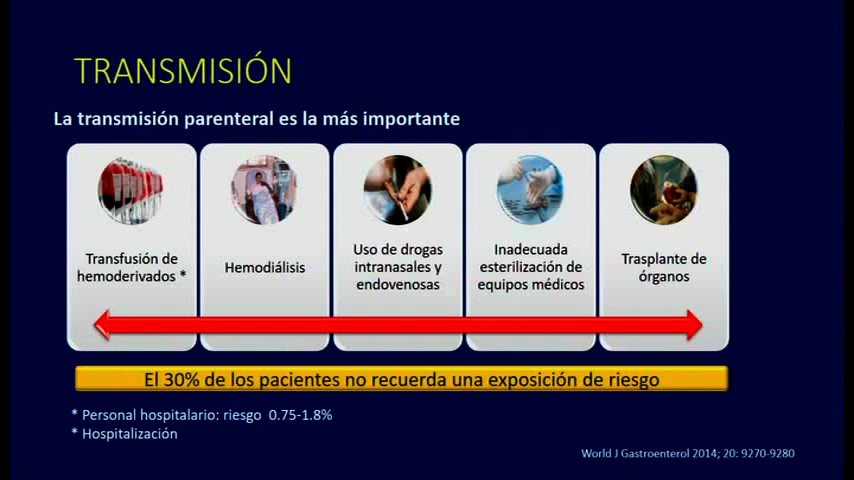 TRANSMISIÓN
La transmisión parenteral es la más importante
Transfusión de
hemoderivados *
Hemodiálisis
Uso de drogas
intranasales y
endovenosas
Inadecuada
esterilización de
equipos médicos
Trasplante de
órganos
El 30% de los pacientes no recuerda una exposición de riesgo
* Personal hospitalario: riesgo 0.75-1.8%
* Hospitalización
World J Gastroenterol 2014; 20: 9270-9280